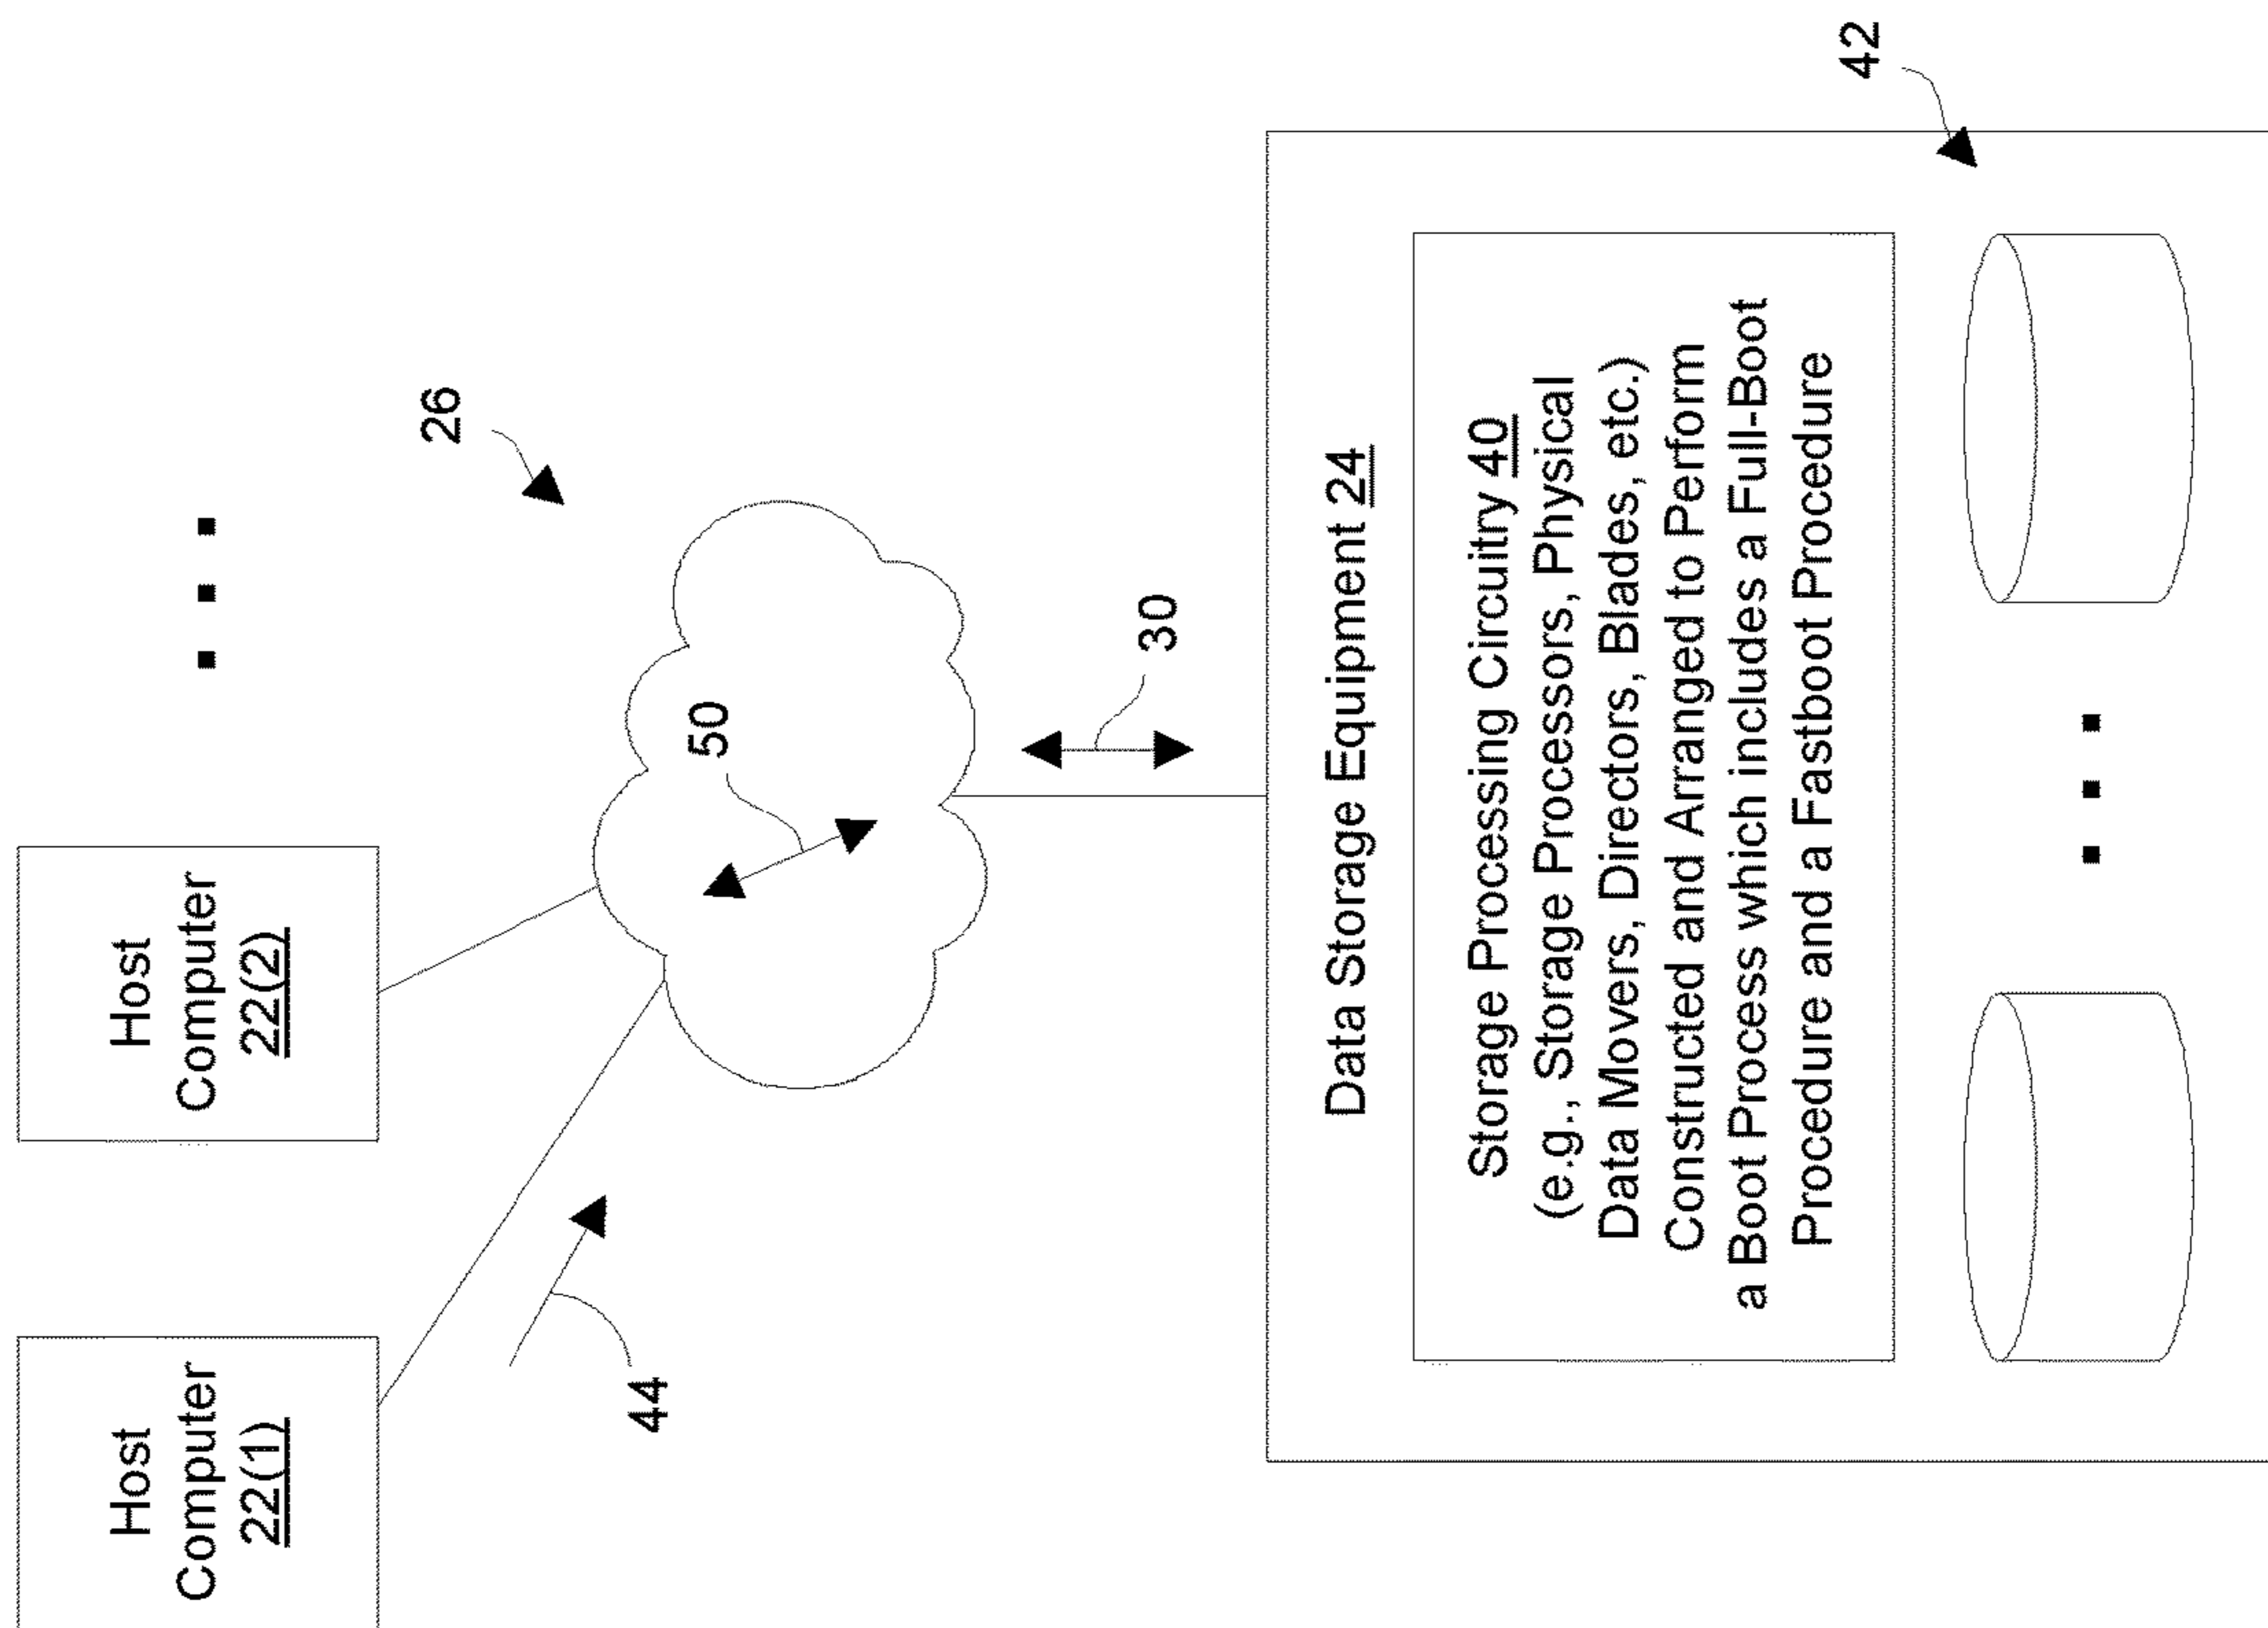 Host
Computer
22(1)
Host
Computer
22(2)
44
26
50
30
Data Storage Equipment 24
Storage Processing Circuitry 40
(e.g., Storage Processors, Physical
Data Movers, Directors, Blades, etc.)
Constructed and Arranged to Perform
a Boot Process which includes a Full-Boot
Procedure and a Fastboot Procedure
42